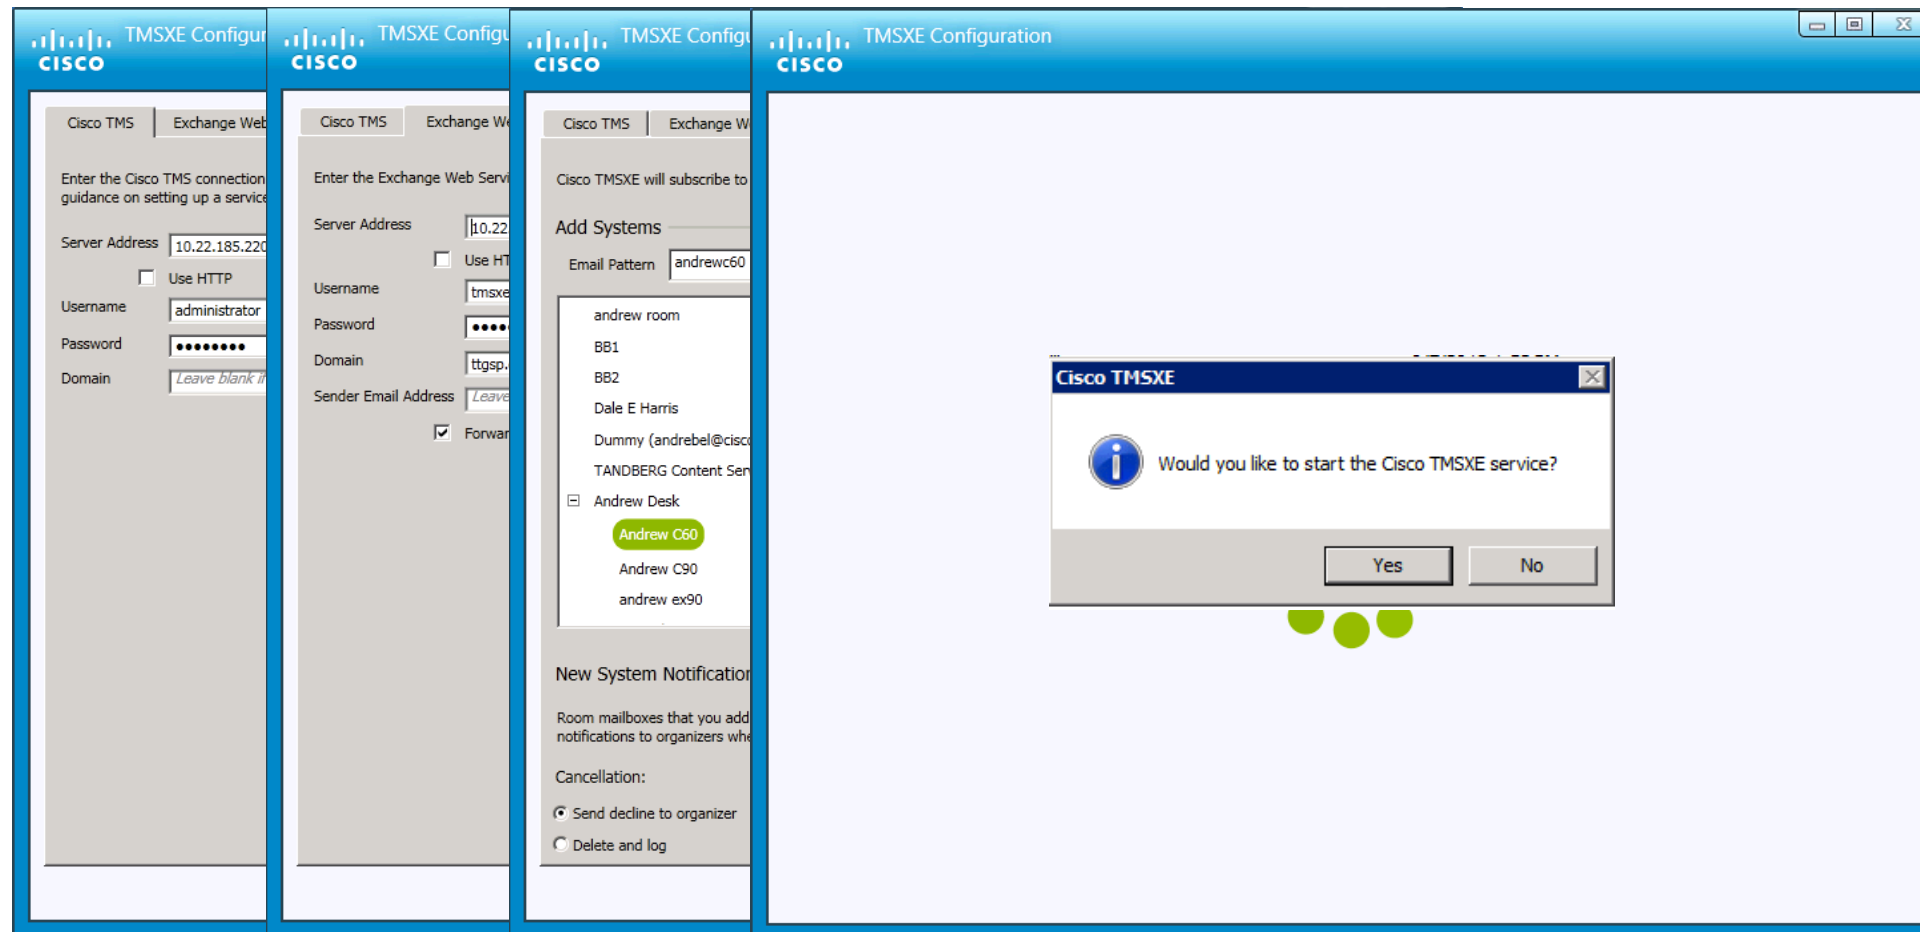 TMSXE Configur
CISCO
Cisco TMS
Exchange Web
Enter the Cisco TMS connection
guidance on setting up a service
Server Address
10.22.185.220
Use HTTP
Username
administrator
Password
Domain
Leave blank if
TMSXE Configu
CISCO
Cisco TMS
Exchange We
Enter the Exchange Web Servi
Server Address
10.22
Use HT
Username
tmsxe
Password
Domain
ttgsp.
Sender Email Address
Leave
Forwar
TMSXE Configu
CISCO
Cisco TMS
Exchange W
Cisco TMSXE will subscribe to
Add Systems
Email Pattern
andrewc60
andrew room
BB1
BB2
Dale E Harris
Dummy (andrebel@cisco
TANDBERG Content Serv
Andrew Desk
Andrew C60
Andrew C90
andrew ex90
New System Notification
Room mailboxes that you add
notifications to organizers whe
Cancellation:
Send decline to organizer
Delete and log
TMSXE Configuration
CISCO
Cisco TMSXE
Would you like to start the Cisco TMSXE service?
Yes
No